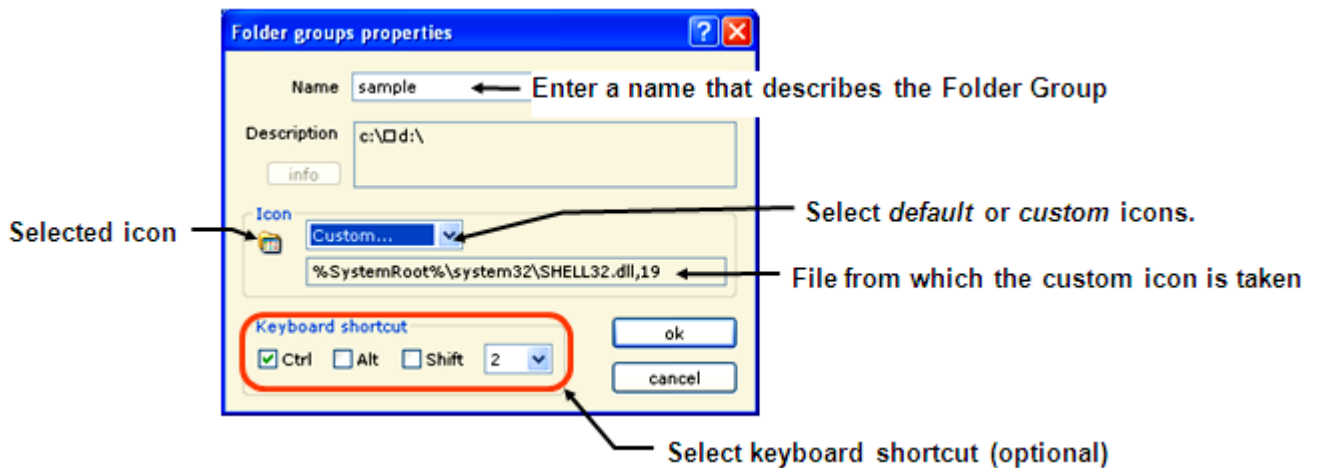 Folder groups properties
Name sample Enter a name that describes the Folder Group
Description c:\□d:\
info
Icon
Selected icon Custom... Select default or custom icons.
%SystemRoot%\system32\SHELL32.dll,19 File from which the custom icon is taken
Keyboard shortcut
Ctrl Alt Shift 2
ok
cancel
Select keyboard shortcut (optional)